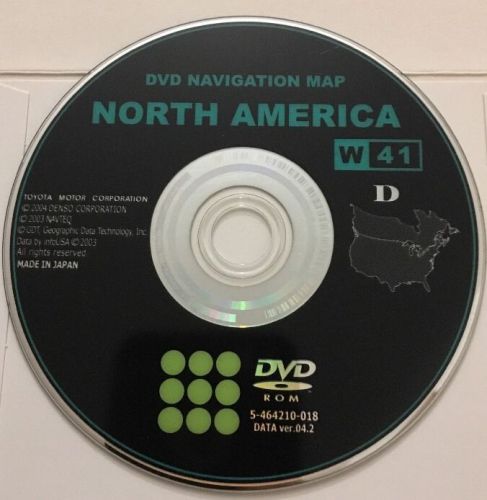 DVD NAVIGATION MAP
NORTH AMERICA
W 41
D
TOYOTA MOTOR CORPORATION
© 2004 DENSO CORPORATION
© 2003 NAVTEQ
© GDT, Geographic Data Technology, Inc.
Data by infoUSA © 2003
All rights reserved
MADE IN JAPAN
DVD
ROM
5-464210-018
DATA ver.04.2